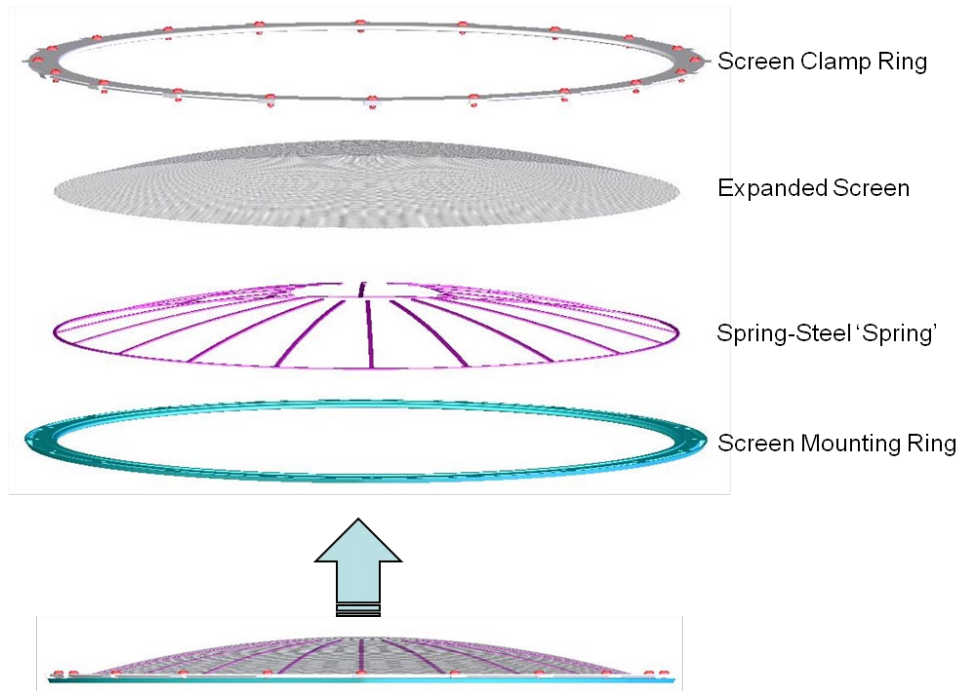 Screen Clamp Ring
Expanded Screen
Spring-Steel ‘Spring’
Screen Mounting Ring